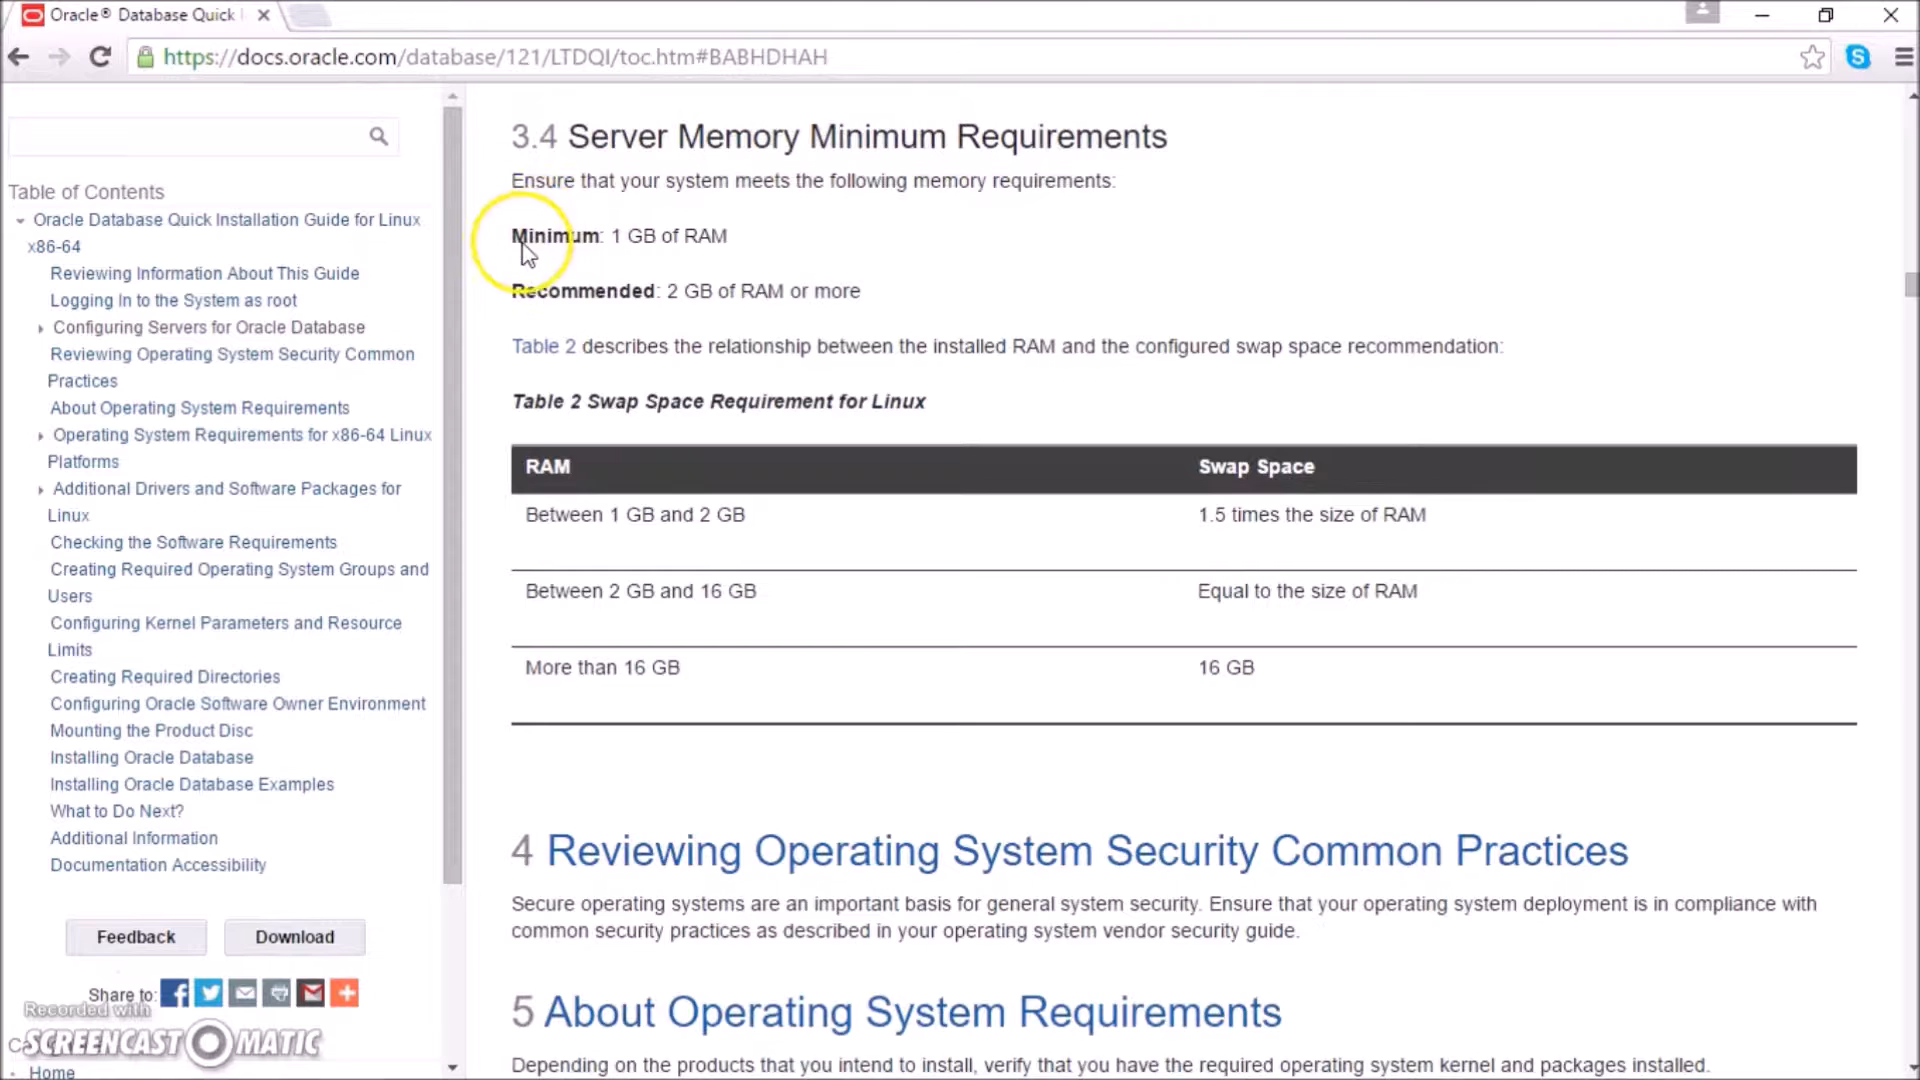 Oracle® Database Quick
https://docs.oracle.com/database/121/LTDQI/toc.htm#BABHDHAH
Table of Contents
Oracle Database Quick Installation Guide for Linux
x86-64
Reviewing Information About This Guide
Logging In to the System as root
Configuring Servers for Oracle Database
Reviewing Operating System Security Common
Practices
About Operating System Requirements
Operating System Requirements for x86-64 Linux
Platforms
Additional Drivers and Software Packages for
Linux
Checking the Software Requirements
Creating Required Operating System Groups and
Users
Configuring Kernel Parameters and Resource
Limits
Creating Required Directories
Configuring Oracle Software Owner Environment
Mounting the Product Disc
Installing Oracle Database
Installing Oracle Database Examples
What to Do Next?
Additional Information
Documentation Accessibility
Feedback Download
Share to:
Recorded with
SCREENCAST MATIC
Home
3.4 Server Memory Minimum Requirements
Ensure that your system meets the following memory requirements:
Minimum: 1 GB of RAM
Recommended: 2 GB of RAM or more
Table 2 describes the relationship between the installed RAM and the configured swap space recommendation:
Table 2 Swap Space Requirement for Linux
RAM Swap Space
Between 1 GB and 2 GB 1.5 times the size of RAM
Between 2 GB and 16 GB Equal to the size of RAM
More than 16 GB 16 GB
4 Reviewing Operating System Security Common Practices
Secure operating systems are an important basis for general system security. Ensure that your operating system deployment is in compliance with
common security practices as described in your operating system vendor security guide.
5 About Operating System Requirements
Depending on the products that you intend to install, verify that you have the required operating system kernel and packages installed.